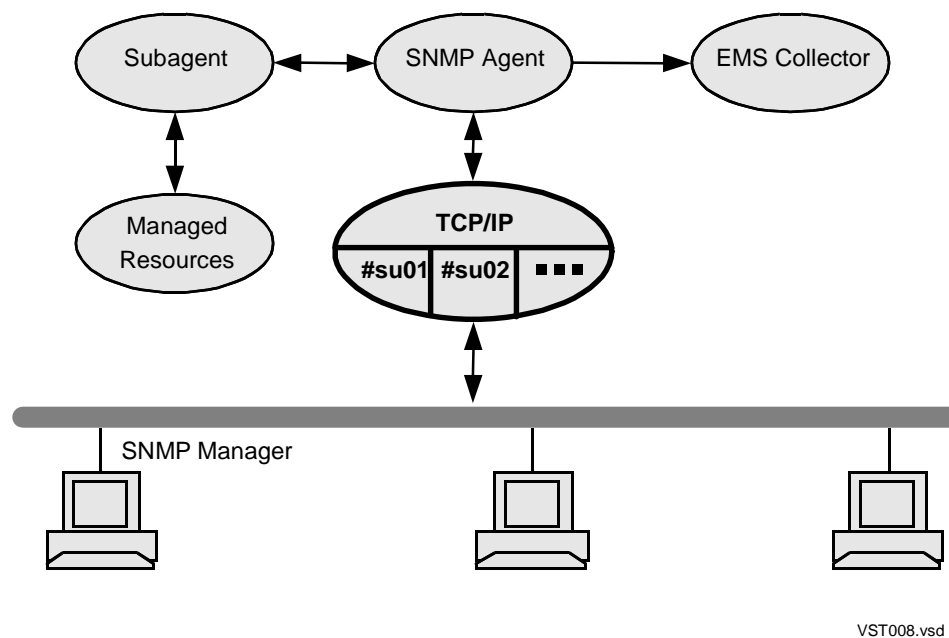 Subagent
SNMP Agent
EMS Collector
Managed
Resources
TCP/IP
#su01
#su02
SNMP Manager
VST008.vsd